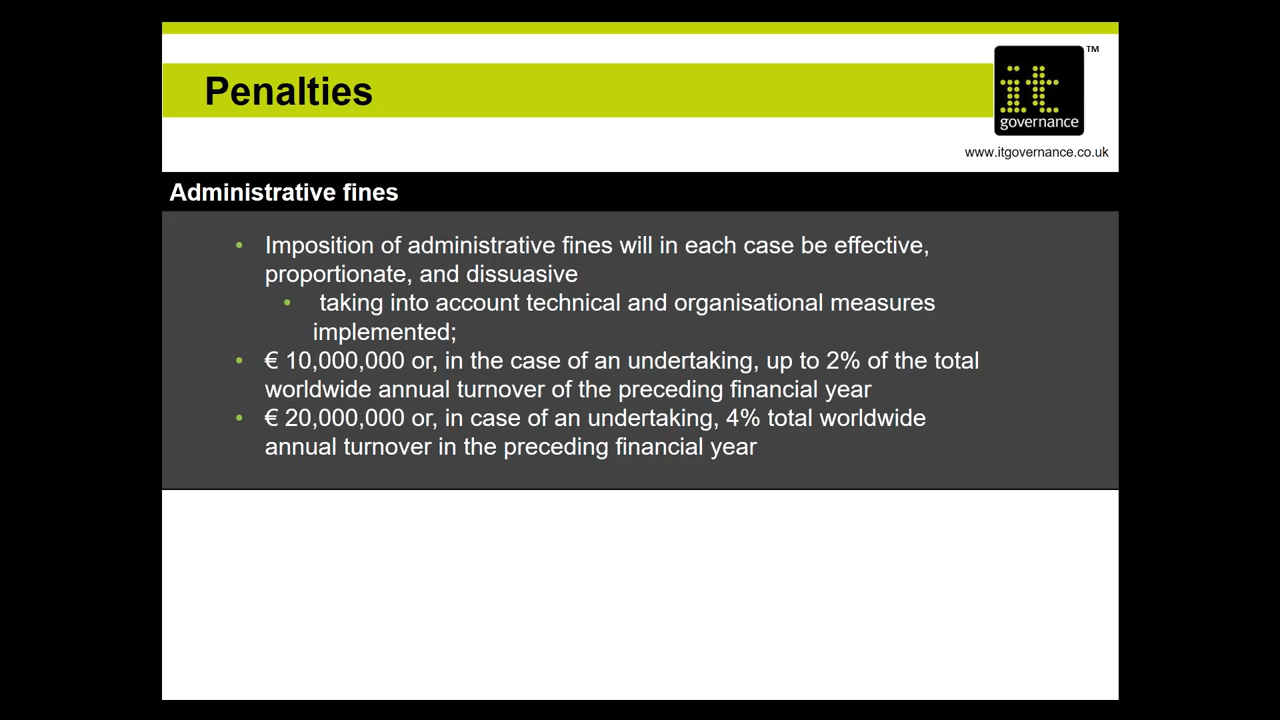 Penalties
it
governance
TM
www.itgovernance.co.uk
Administrative fines
• Imposition of administrative fines will in each case be effective,
proportionate, and dissuasive
• taking into account technical and organisational measures
implemented;
• € 10,000,000 or, in the case of an undertaking, up to 2% of the total
worldwide annual turnover of the preceding financial year
• € 20,000,000 or, in case of an undertaking, 4% total worldwide
annual turnover in the preceding financial year